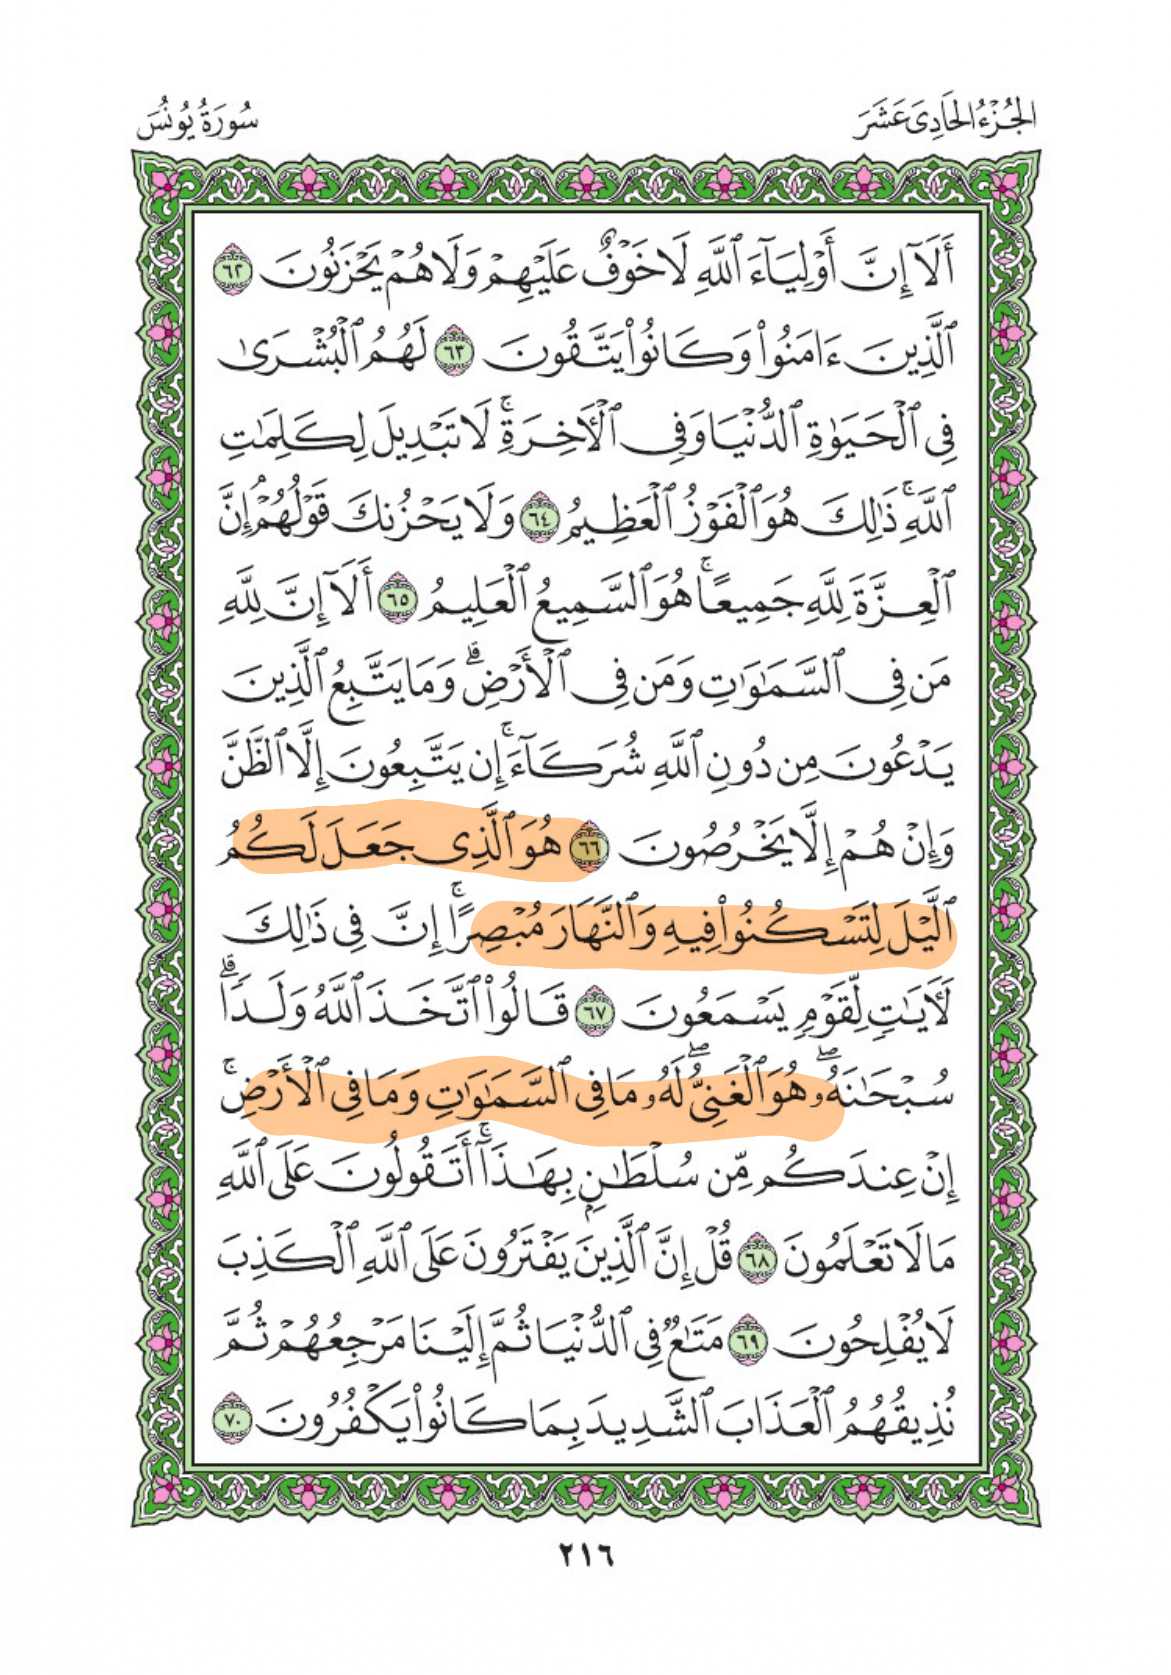 الجُزْءُ الحَادِىَ عَشَرَ
سُورَةُ يُونُسَ
أَلَآ إِنَّ أَوْلِيَآءَ ٱللَّهِ لَا خَوْفٌ عَلَيْهِمْ وَلَا هُمْ يَحْزَنُونَ ٦٢
ٱلَّذِينَ ءَامَنُوا۟ وَكَانُوا۟ يَتَّقُونَ ٦٣ لَهُمُ ٱلْبُشْرَىٰ
فِى ٱلْحَيَوٰةِ ٱلدُّنْيَا وَفِى ٱلْأَخِرَةِ ۚ لَا تَبْدِيلَ لِكَلِمَٰتِ
ٱللَّهِ ۚ ذَٰلِكَ هُوَ ٱلْفَوْزُ ٱلْعَظِيمُ ٦٤ وَلَا يَحْزُنكَ قَوْلُهُمْ ۘ إِنَّ
ٱلْعِزَّةَ لِلَّهِ جَمِيعًا ۚ هُوَ ٱلسَّمِيعُ ٱلْعَلِيمُ ٦٥ أَلَآ إِنَّ لِلَّهِ
مَن فِى ٱلسَّمَٰوَٰتِ وَمَن فِى ٱلْأَرْضِ ۗ وَمَا يَتَّبِعُ ٱلَّذِينَ
يَدْعُونَ مِن دُونِ ٱللَّهِ شُرَكَآءَ ۚ إِن يَتَّبِعُونَ إِلَّا ٱلظَّنَّ
وَإِنْ هُمْ إِلَّا يَخْرُصُونَ ٦٦ هُوَ ٱلَّذِى جَعَلَ لَكُمُ
ٱلَّيْلَ لِتَسْكُنُوا۟ فِيهِ وَٱلنَّهَارَ مُبْصِرًا ۚ إِنَّ فِى ذَٰلِكَ
لَءَايَٰتٍ لِّقَوْمٍ يَسْمَعُونَ ٦٧ قَالُوا۟ ٱتَّخَذَ ٱللَّهُ وَلَدًا ۗ
سُبْحَٰنَهُۥ ۖ هُوَ ٱلْغَنِىُّ ۖ لَهُۥ مَا فِى ٱلسَّمَٰوَٰتِ وَمَا فِى ٱلْأَرْضِ ۚ
إِنْ عِندَكُم مِّن سُلْطَٰنٍۭ بِهَٰذَآ ۚ أَتَقُولُونَ عَلَى ٱللَّهِ
مَا لَا تَعْلَمُونَ ٦٨ قُلْ إِنَّ ٱلَّذِينَ يَفْتَرُونَ عَلَى ٱللَّهِ ٱلْكَذِبَ
لَا يُفْلِحُونَ ٦٩ مَتَٰعٌ فِى ٱلدُّنْيَا ثُمَّ إِلَيْنَا مَرْجِعُهُمْ ثُمَّ
نُذِيقُهُمُ ٱلْعَذَابَ ٱلشَّدِيدَ بِمَا كَانُوا۟ يَكْفُرُونَ ٧٠
٢١٦